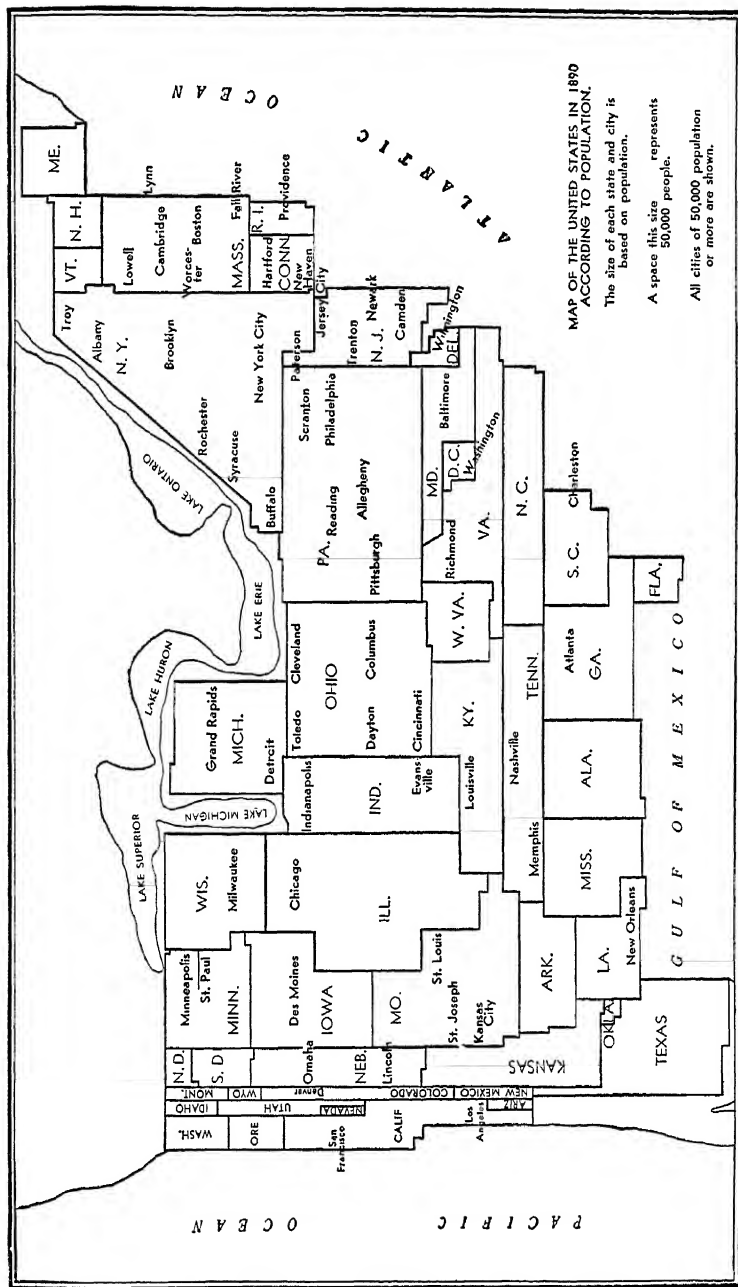 MAP OF THE UNITED STATES IN 1890
ACCORDING TO POPULATION.
The size of each state and city is
based on population.
A space this size represents
50,000 people.
All cities of 50,000 population
or more are shown.
ATLANTIC
OCEAN
PACIFIC
OCEAN
GULF OF MEXICO
LAKE SUPERIOR
LAKE MICHIGAN
LAKE HURON
LAKE ERIE
LAKE ONTARIO
ME.
VT.
N. H.
Lowell
Lynn
Cambridge
Worces-
ter
Boston
MASS.
Fall River
Hartford
CONN.
New
Haven
R. I.
Providence
Troy
Albany
N. Y.
Brooklyn
Rochester
Syracuse
New York City
Buffalo
Paterson
Jersey City
Trenton
Newark
N. J.
Camden
Scranton
Philadelphia
PA.
Reading
Allegheny
Pittsburgh
Wilmington
DEL.
Baltimore
MD.
D. C.
Washington
Richmond
VA.
W. VA.
N. C.
S. C.
Charleston
Atlanta
GA.
FLA.
Cleveland
Toledo
OHIO
Columbus
Dayton
Cincinnati
Grand Rapids
MICH.
Detrcit
Indianapolis
IND.
Evans-
ville
KY.
Louisville
Nashville
TENN.
Memphis
ALA.
MISS.
WIS.
Milwaukee
Chicago
ILL.
Minneapolis
St. Paul
MINN.
Des Moines
IOWA
MO.
St. Louis
St. Joseph
Kansas
City
ARK.
LA.
New Orleans
N. D.
S. D
Omaha
NEB.
Lincoln
KANSAS
OKLA.
TEXAS
MONT.
WYO
Denver
COLORADO
NEW MEXICO
IDAHO
UTAH
NEVADA
ARIZ
WASH.
ORE
San
Francisco
CALIF
Los
Angeles